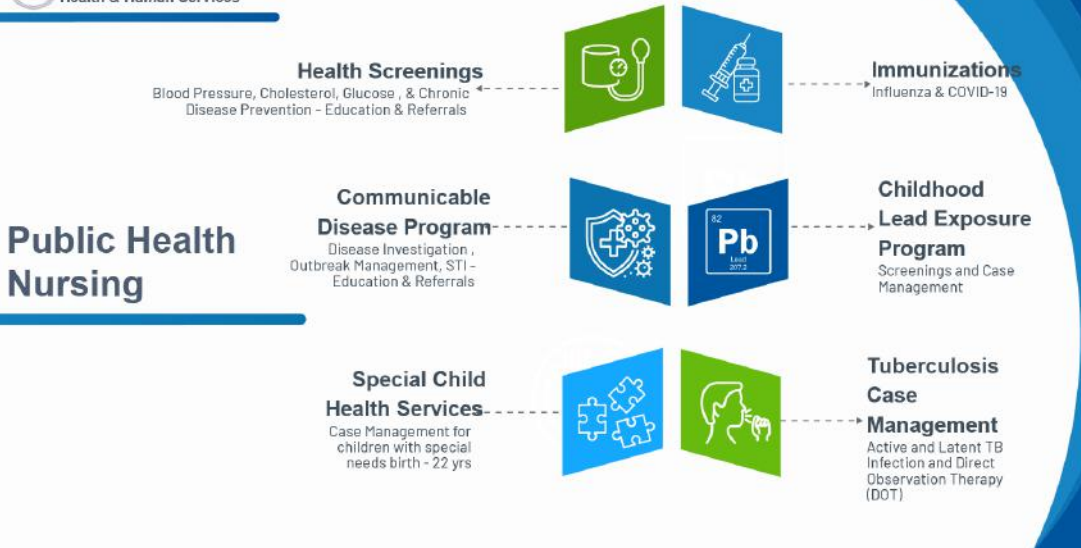 Health & Human Services
Public Health
Nursing
Health Screenings
Blood Pressure, Cholesterol, Glucose , & Chronic
Disease Prevention - Education & Referrals
Immunizations
Influenza & COVID-19
Communicable
Disease Program
Disease Investigation ,
Outbreak Management, STI -
Education & Referrals
82
Pb
Lead
207.2
Childhood
Lead Exposure
Program
Screenings and Case
Management
Special Child
Health Services
Case Management for
children with special
needs birth - 22 yrs
Tuberculosis
Case
Management
Active and Latent TB
Infection and Direct
Observation Therapy
(DOT)